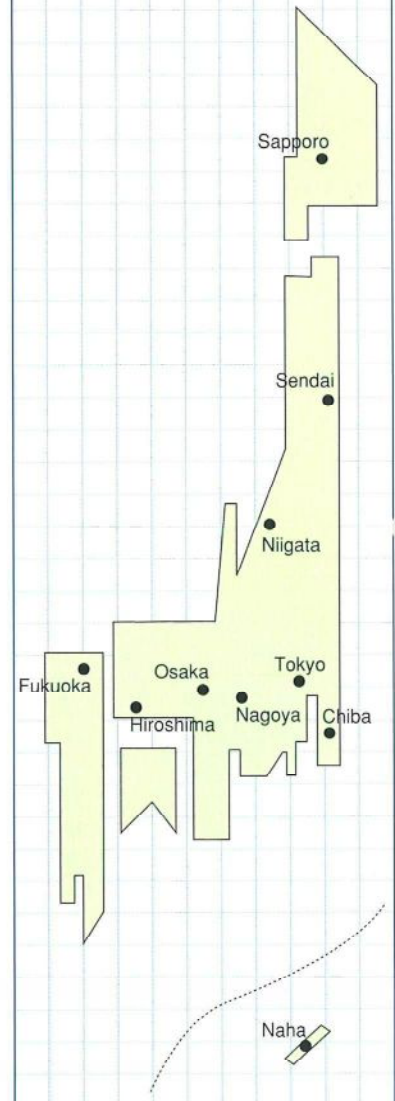 Sapporo
Sendai
Niigata
Osaka
Tokyo
Fukuoka
Hiroshima
Nagoya
Chiba
Naha